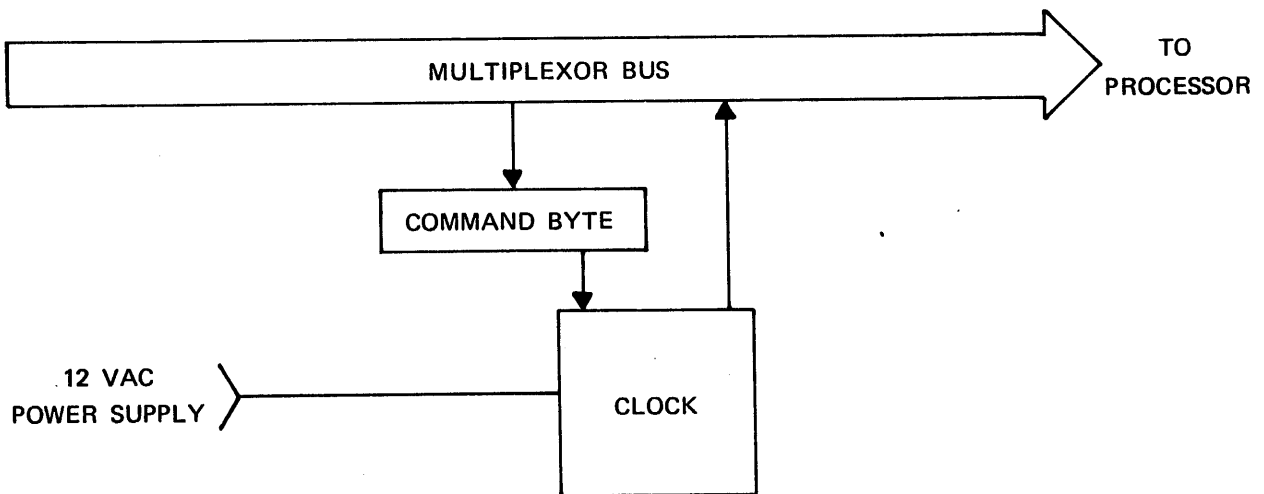 MULTIPLEXOR BUS
TO
PROCESSOR
COMMAND BYTE
12 VAC
POWER SUPPLY
CLOCK